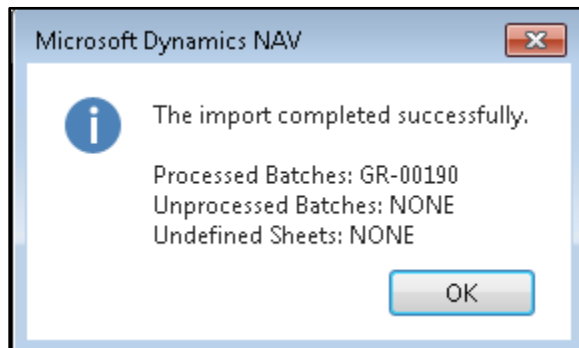 Microsoft Dynamics NAV
The import completed successfully.
Processed Batches: GR-00190
Unprocessed Batches: NONE
Undefined Sheets: NONE
OK